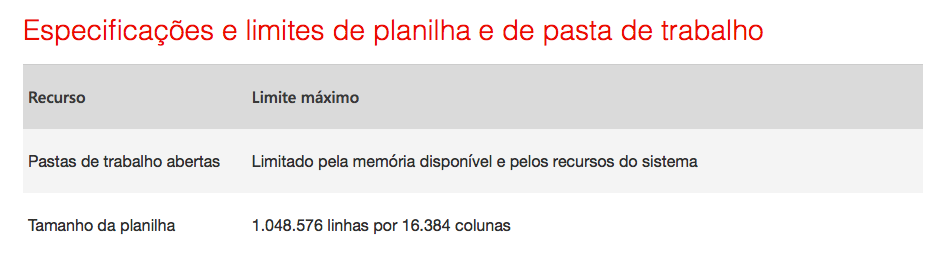 Especificações e limites de planilha e de pasta de trabalho
Recurso Limite máximo
Pastas de trabalho abertas Limitado pela memória disponível e pelos recursos do sistema
Tamanho da planilha 1.048.576 linhas por 16.384 colunas